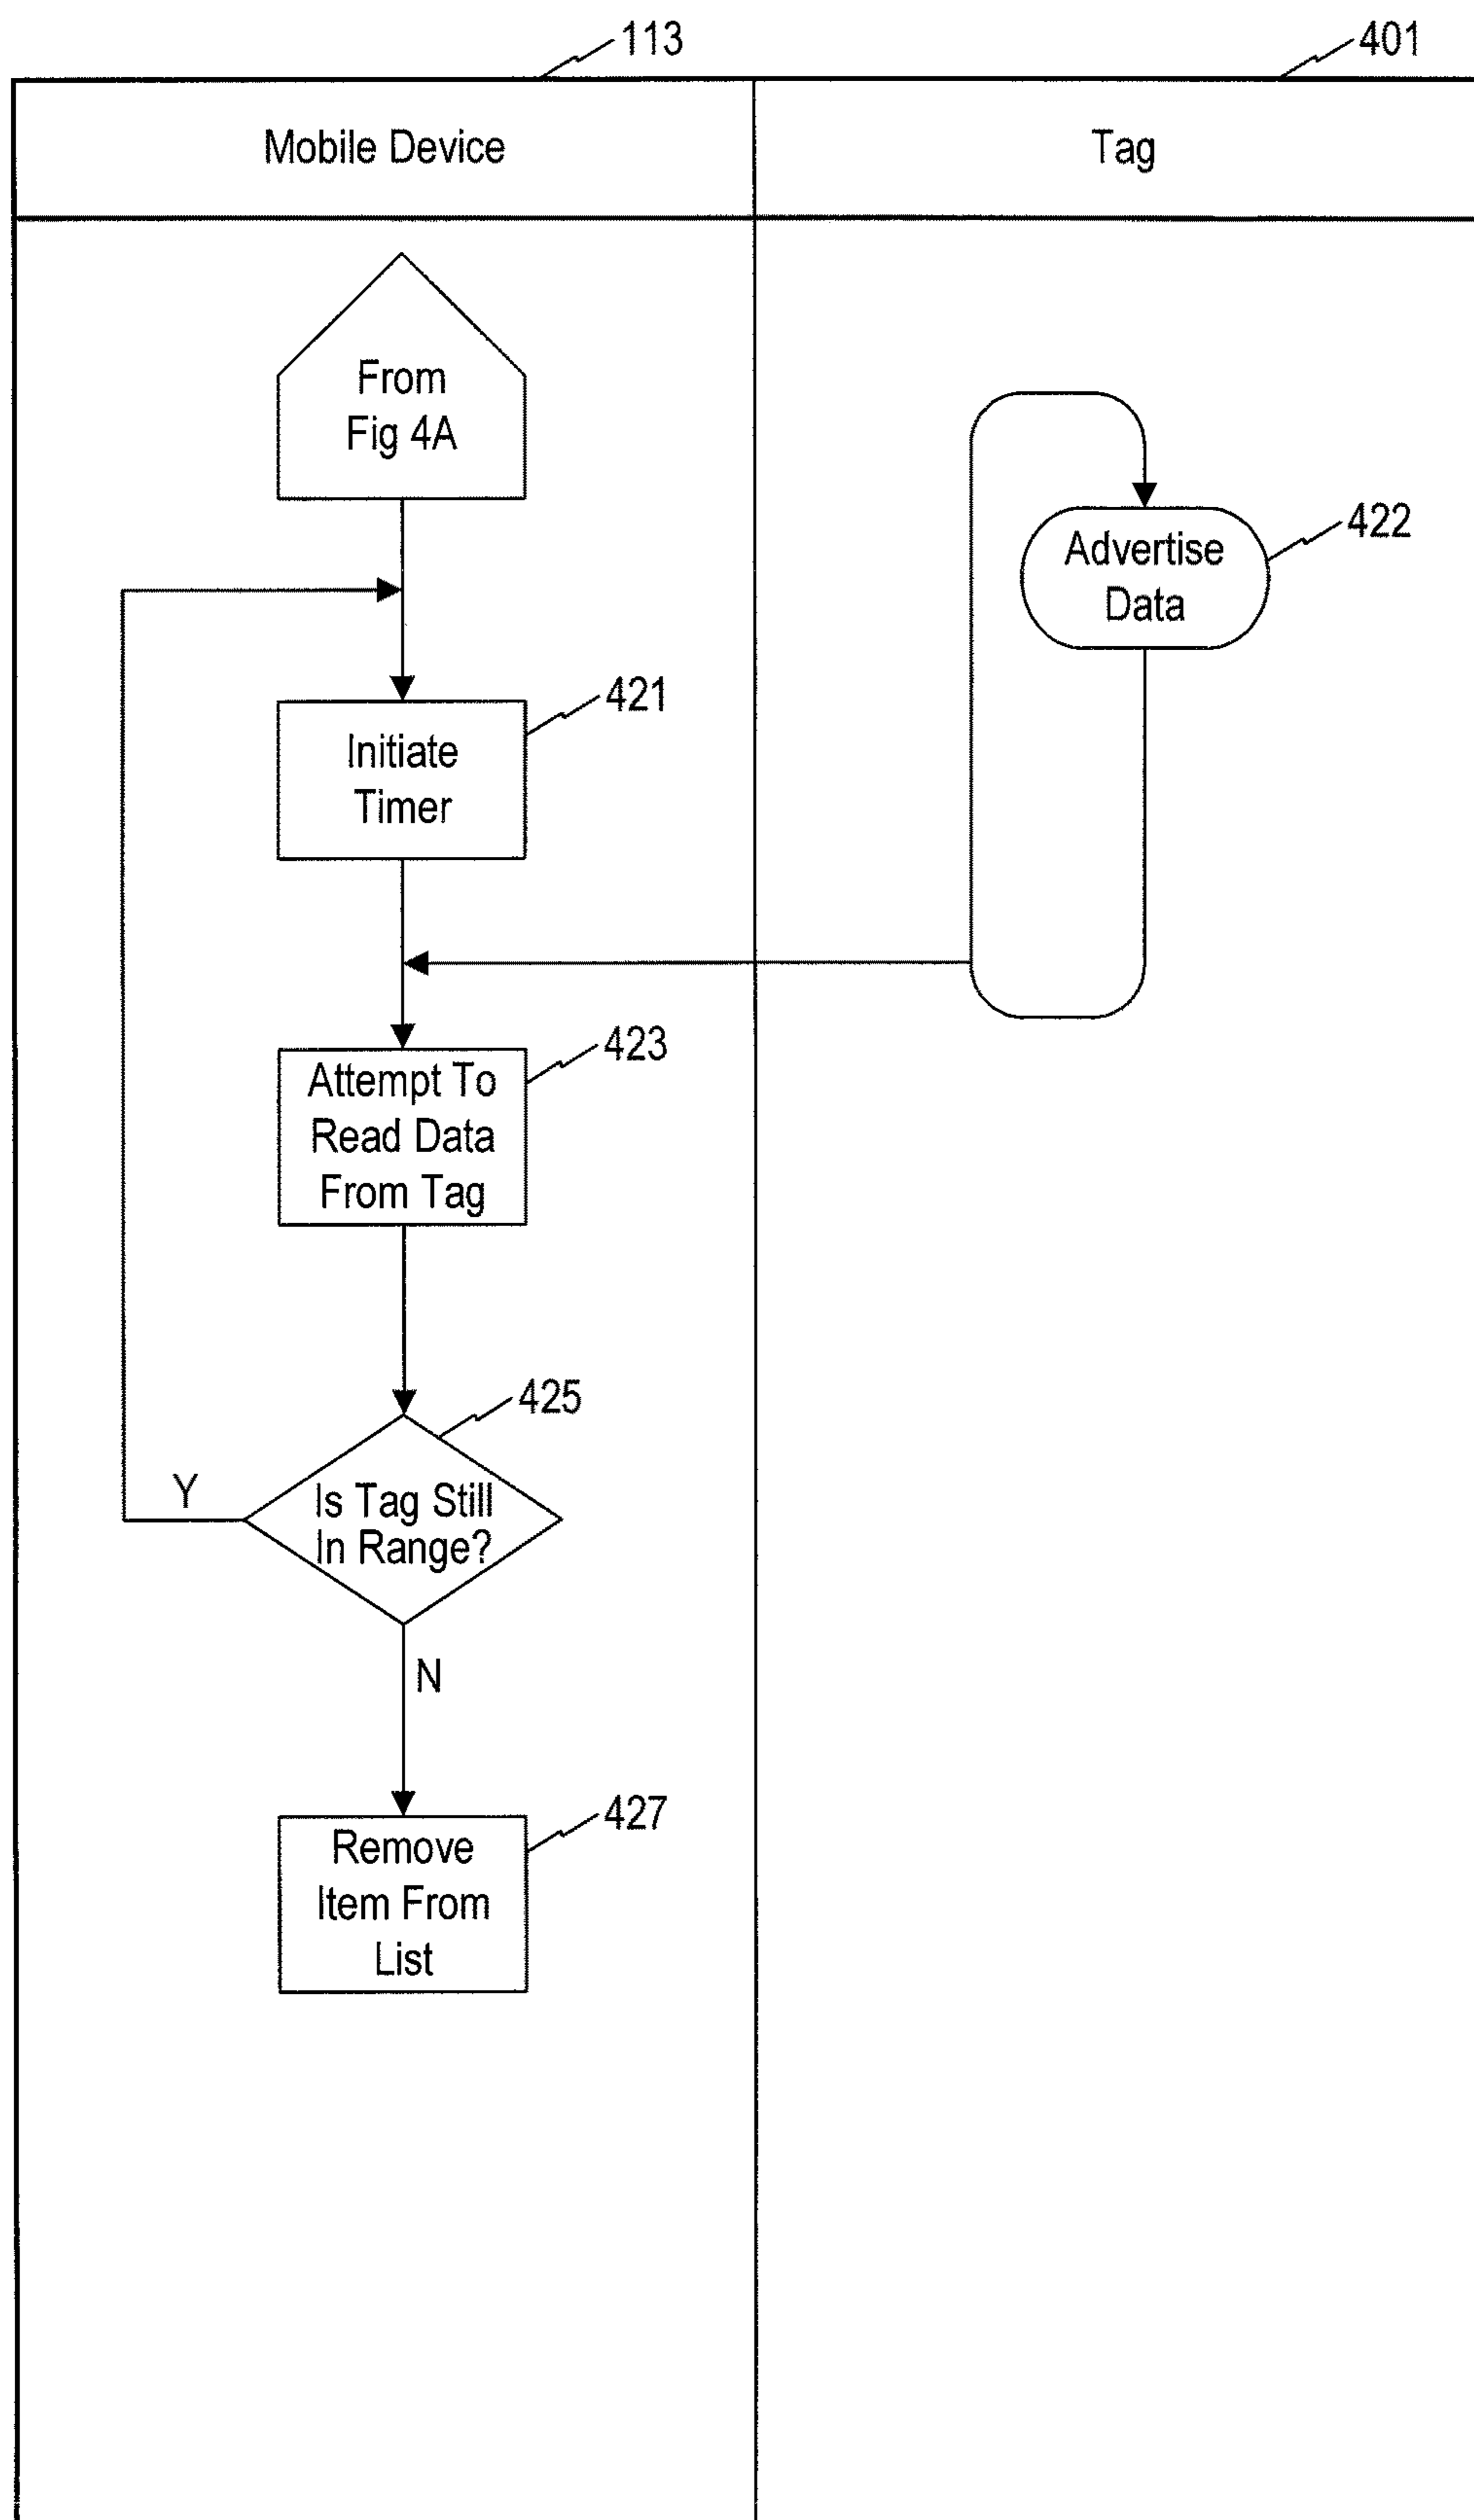 113
401
Mobile Device
Tag
From
Fig 4A
Advertise
Data
422
421
Initiate
Timer
423
Attempt To
Read Data
From Tag
425
Is Tag Still
In Range?
Y
N
427
Remove
Item From
List